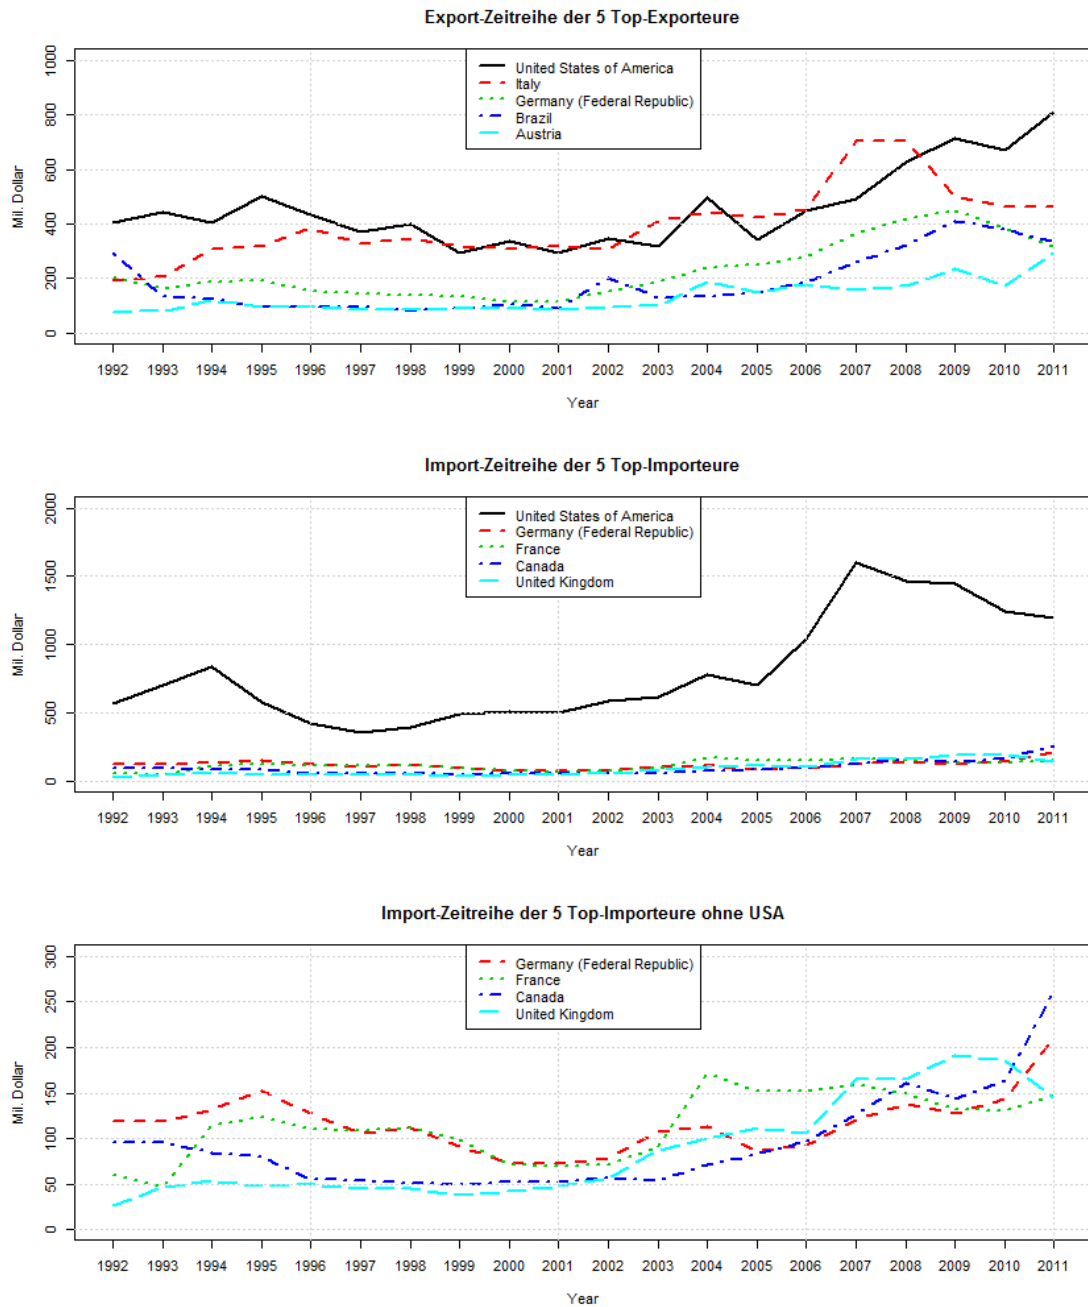 Export-Zeitreihe der 5 Top-Exporteure
1000
800
600
400
200
0
Mil. Dollar
United States of America
Italy
Germany (Federal Republic)
Brazil
Austria
1992 1993 1994 1995 1996 1997 1998 1999 2000 2001 2002 2003 2004 2005 2006 2007 2008 2009 2010 2011
Year
Import-Zeitreihe der 5 Top-Importeure
2000
1500
1000
500
0
Mil. Dollar
United States of America
Germany (Federal Republic)
France
Canada
United Kingdom
1992 1993 1994 1995 1996 1997 1998 1999 2000 2001 2002 2003 2004 2005 2006 2007 2008 2009 2010 2011
Year
Import-Zeitreihe der 5 Top-Importeure ohne USA
300
250
200
150
100
50
0
Mil. Dollar
Germany (Federal Republic)
France
Canada
United Kingdom
1992 1993 1994 1995 1996 1997 1998 1999 2000 2001 2002 2003 2004 2005 2006 2007 2008 2009 2010 2011
Year